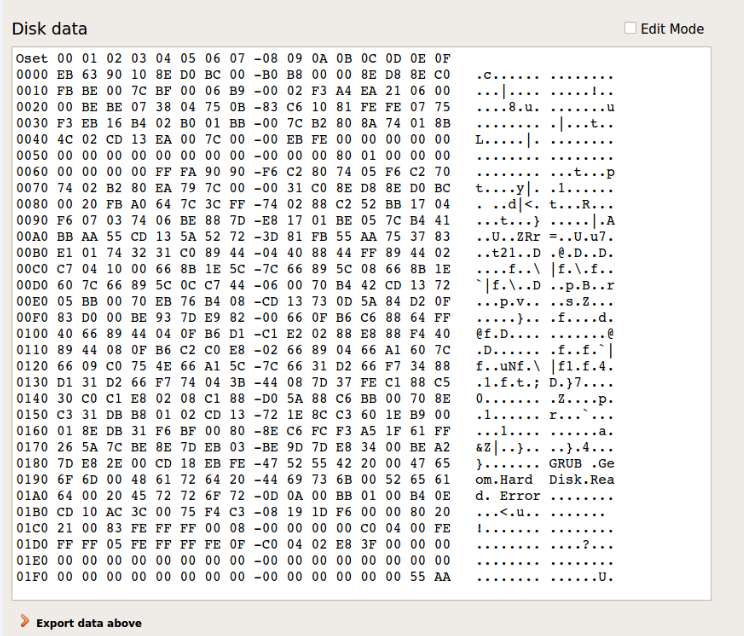 Disk data
Edit Mode
Oset 00 01 02 03 04 05 06 07 -08 09 0A 0B 0C 0D 0E 0F
0000 EB 63 90 10 8E D0 BC 00 -B0 B8 00 00 8E D8 8E C0 .c...... ........
0010 FB BE 00 7C BF 00 06 B9 -00 02 F3 A4 EA 21 06 00 ...|.... .....!..
0020 00 BE BE 07 38 04 75 0B -83 C6 10 81 FE FE 07 75 ....8.u. .......u
0030 F3 EB 16 B4 02 B0 01 BB -00 7C B2 80 8A 74 01 8B ........ .|...t..
0040 4C 02 CD 13 EA 00 7C 00 -00 EB FE 00 00 00 00 00 L.....|. ........
0050 00 00 00 00 00 00 00 00 -00 00 00 00 80 01 00 00 ........ ........
0060 00 00 00 00 FF FA 90 90 -F6 C2 80 74 05 F6 C2 70 ........ ...t...p
0070 74 02 B2 80 EA 79 7C 00 -00 31 C0 8E D8 8E D0 BC t....y|. .1......
0080 00 20 FB A0 64 7C 3C FF -74 02 88 C2 52 BB 17 04 . ..d|<. t...R...
0090 F6 07 03 74 06 BE 88 7D -E8 17 01 BE 05 7C B4 41 ...t...} .....|.A
00A0 BB AA 55 CD 13 5A 52 72 -3D 81 FB 55 AA 75 37 83 ..U..ZRr =..U.u7.
00B0 E1 01 74 32 31 C0 89 44 -04 40 88 44 FF 89 44 02 ..t21..D .@.D..D.
00C0 C7 04 10 00 66 8B 1E 5C -7C 66 89 5C 08 66 8B 1E ....f..\ |f.\.f..
00D0 60 7C 66 89 5C 0C C7 44 -06 00 70 B4 42 CD 13 72 `|f.\..D ..p.B..r
00E0 05 BB 00 70 EB 76 B4 08 -CD 13 73 0D 5A 84 D2 0F ...p.v.. ..s.Z...
00F0 83 D0 00 BE 93 7D E9 82 -00 66 0F B6 C6 88 64 FF .....}.. .f....d.
0100 40 66 89 44 04 0F B6 D1 -C1 E2 02 88 E8 88 F4 40 @f.D.... .......@
0110 89 44 08 0F B6 C2 C0 E8 -02 66 89 04 66 A1 60 7C .D...... .f..f.`|
0120 66 09 C0 75 4E 66 A1 5C -7C 66 31 D2 66 F7 34 88 f..uNf.\ |f1.f.4.
0130 D1 31 D2 66 F7 74 04 3B -44 08 7D 37 FE C1 88 C5 .1.f.t.; D.}7....
0140 30 C0 C1 E8 02 08 C1 88 -D0 5A 88 C6 BB 00 70 8E 0....... .Z....p.
0150 C3 31 DB B8 01 02 CD 13 -72 1E 8C C3 60 1E B9 00 .1...... r...`...
0160 01 8E DB 31 F6 BF 00 80 -8E C6 FC F3 A5 1F 61 FF ...1.... ......a.
0170 26 5A 7C BE 8E 7D EB 03 -BE 9D 7D E8 34 00 BE A2 &Z|..}.. ..}.4...
0180 7D E8 2E 00 CD 18 EB FE -47 52 55 42 20 00 47 65 }....... GRUB .Ge
0190 6F 6D 00 48 61 72 64 20 -44 69 73 6B 00 52 65 61 om.Hard Disk.Rea
01A0 64 00 20 45 72 72 6F 72 -0D 0A 00 BB 01 00 B4 0E d. Error ........
01B0 CD 10 AC 3C 00 75 F4 C3 -08 19 1D F6 00 00 80 20 ...<.u.. .......
01C0 21 00 83 FE FF FF 00 08 -00 00 00 00 C0 04 00 FE !....... ........
01D0 FF FF 05 FE FF FF FE 0F -C0 04 02 E8 3F 00 00 00 ........ ....?...
01E0 00 00 00 00 00 00 00 00 -00 00 00 00 00 00 00 00 ........ ........
01F0 00 00 00 00 00 00 00 00 -00 00 00 00 00 00 55 AA ........ ......U.
Export data above